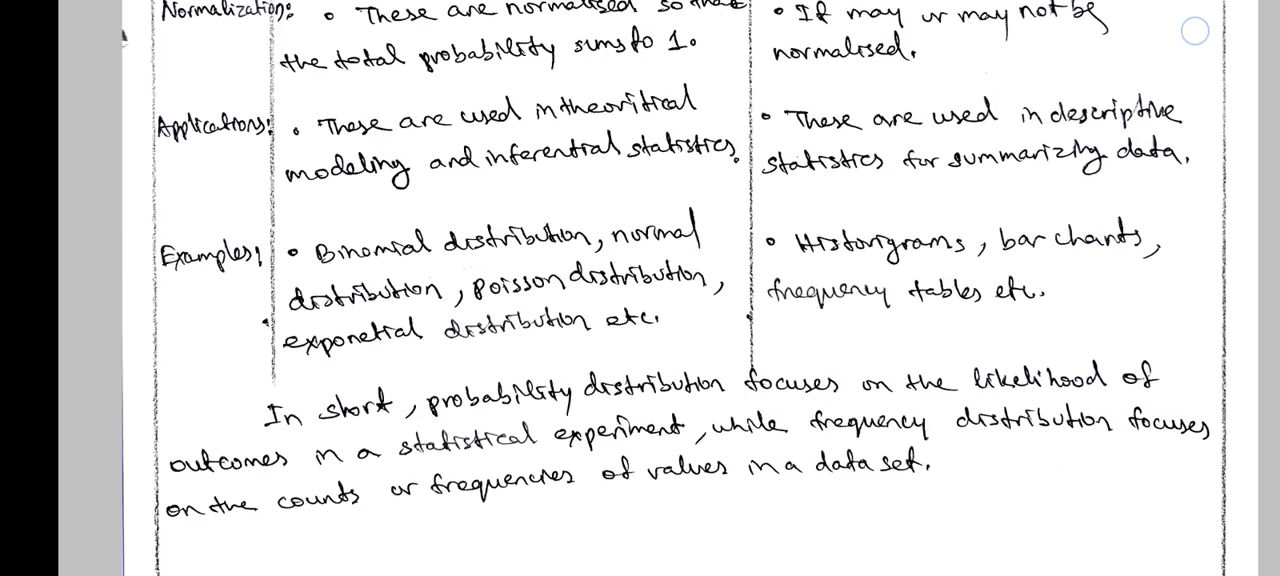 Normalization: • These are normalised so that • If may or may not be
the total probability sums to 1. normalised.
Applications: • These are used in theoritical • These are used in descriptive
modeling and inferential statistics. statistics for summarizing data.
Examples: • Binomial distribution, normal • Historigrams, bar charts,
distribution, poisson distribution, frequency tables etc.
exponetial distribution etc.
In short, probability distribution focuses on the likelihood of
outcomes in a statistical experiment, while frequency distribution focuses
on the counts or frequencies of values in a data set.